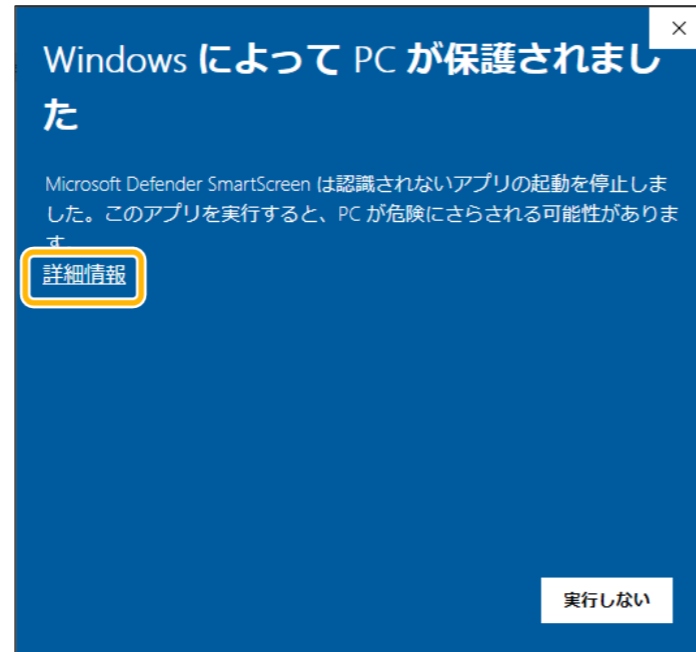 Windows によって PC が保護されまし
た
Microsoft Defender SmartScreen は認識されないアプリの起動を停止しま
した。このアプリを実行すると、PC が危険にさらされる可能性がありま
す
詳細情報
実行しない